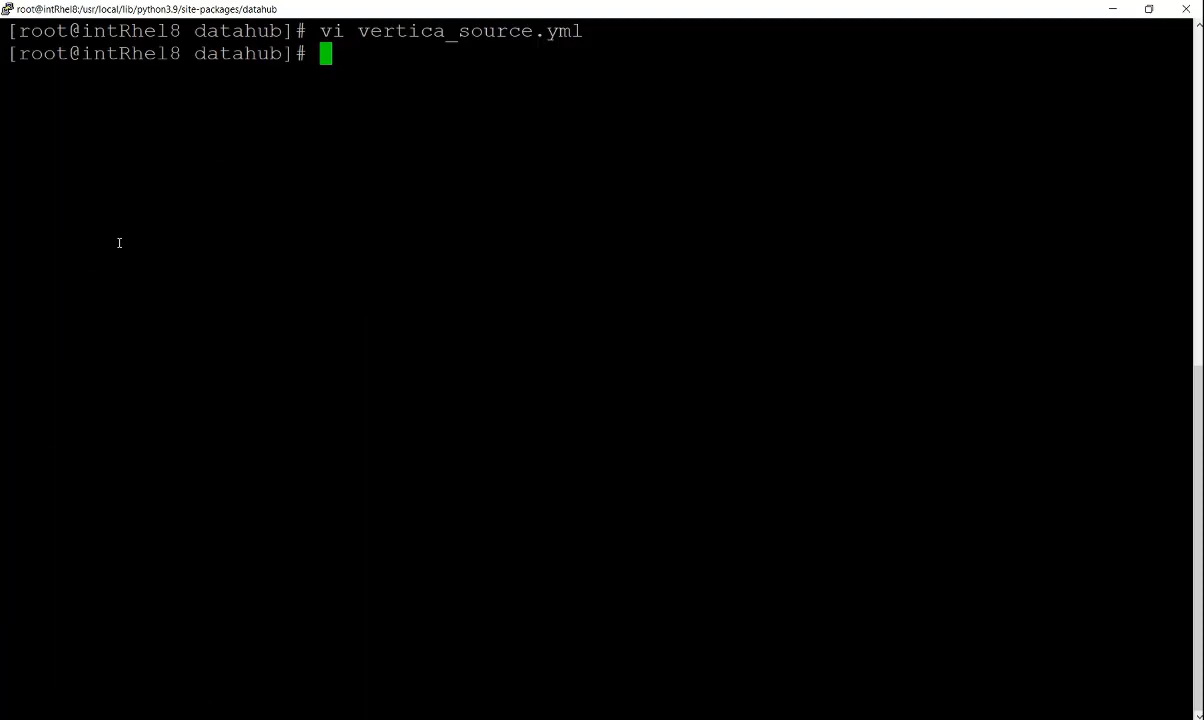 root@intRhel8:/usr/local/lib/python3.9/site-packages/datahub
[root@intRhel8 datahub]# vi vertica_source.yml
[root@intRhel8 datahub]#